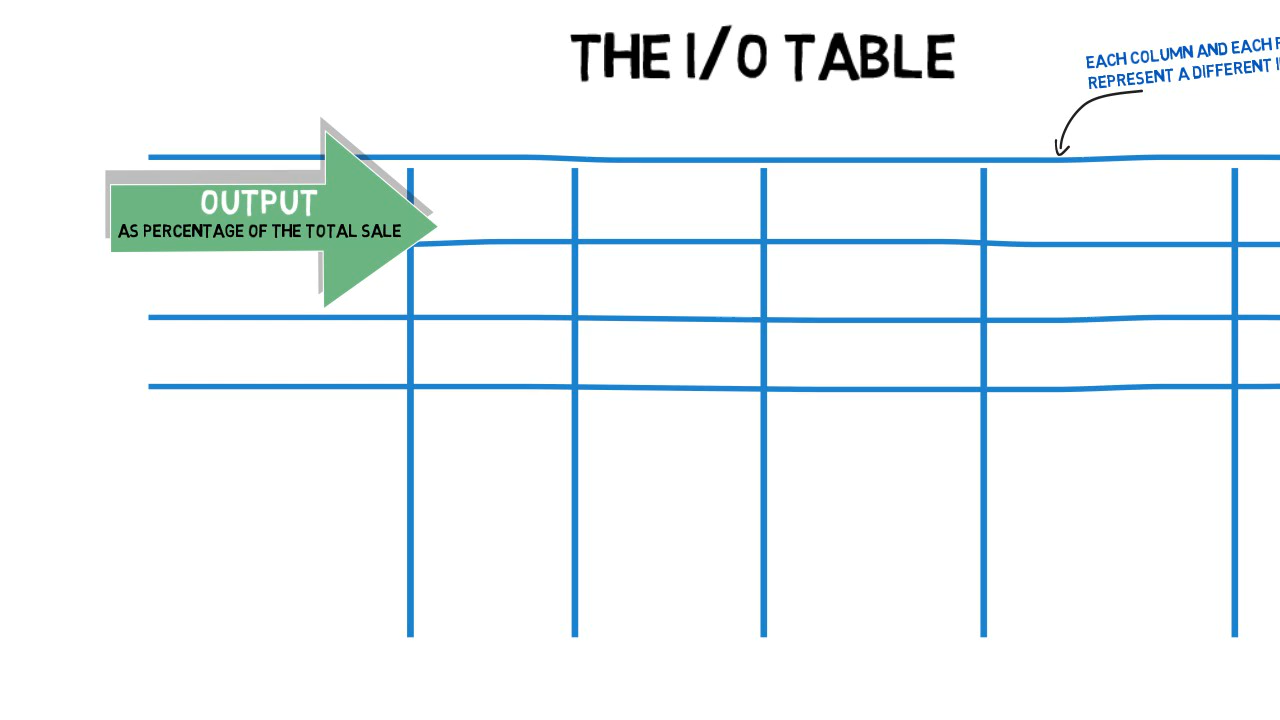 THE I/O TABLE
EACH COLUMN AND EACH
REPRESENT A DIFFERENT
OUTPUT
AS PERCENTAGE OF THE TOTAL SALE